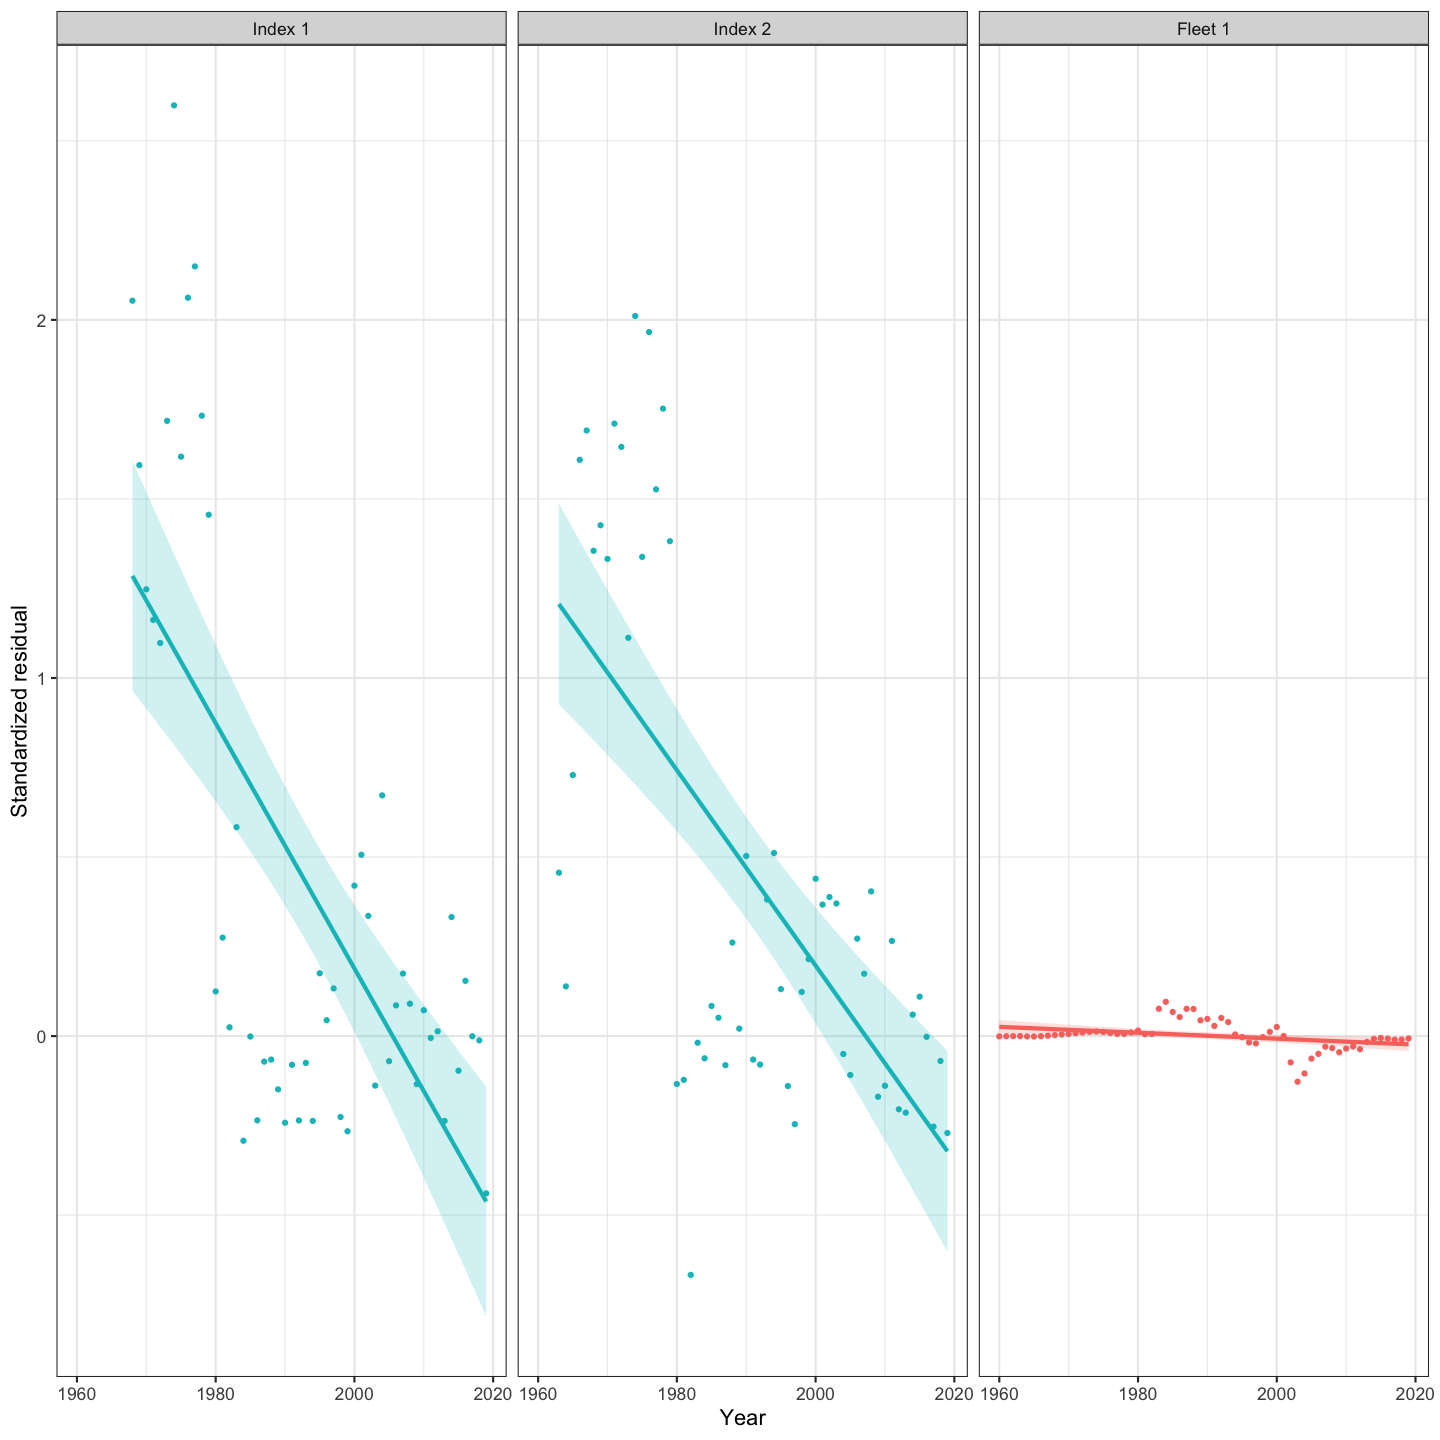 Index 1 Index 2 Fleet 1
Standardized residual
2
1
0
1960 1980 2000 2020 1960 1980 2000 2020 1960 1980 2000 2020
Year